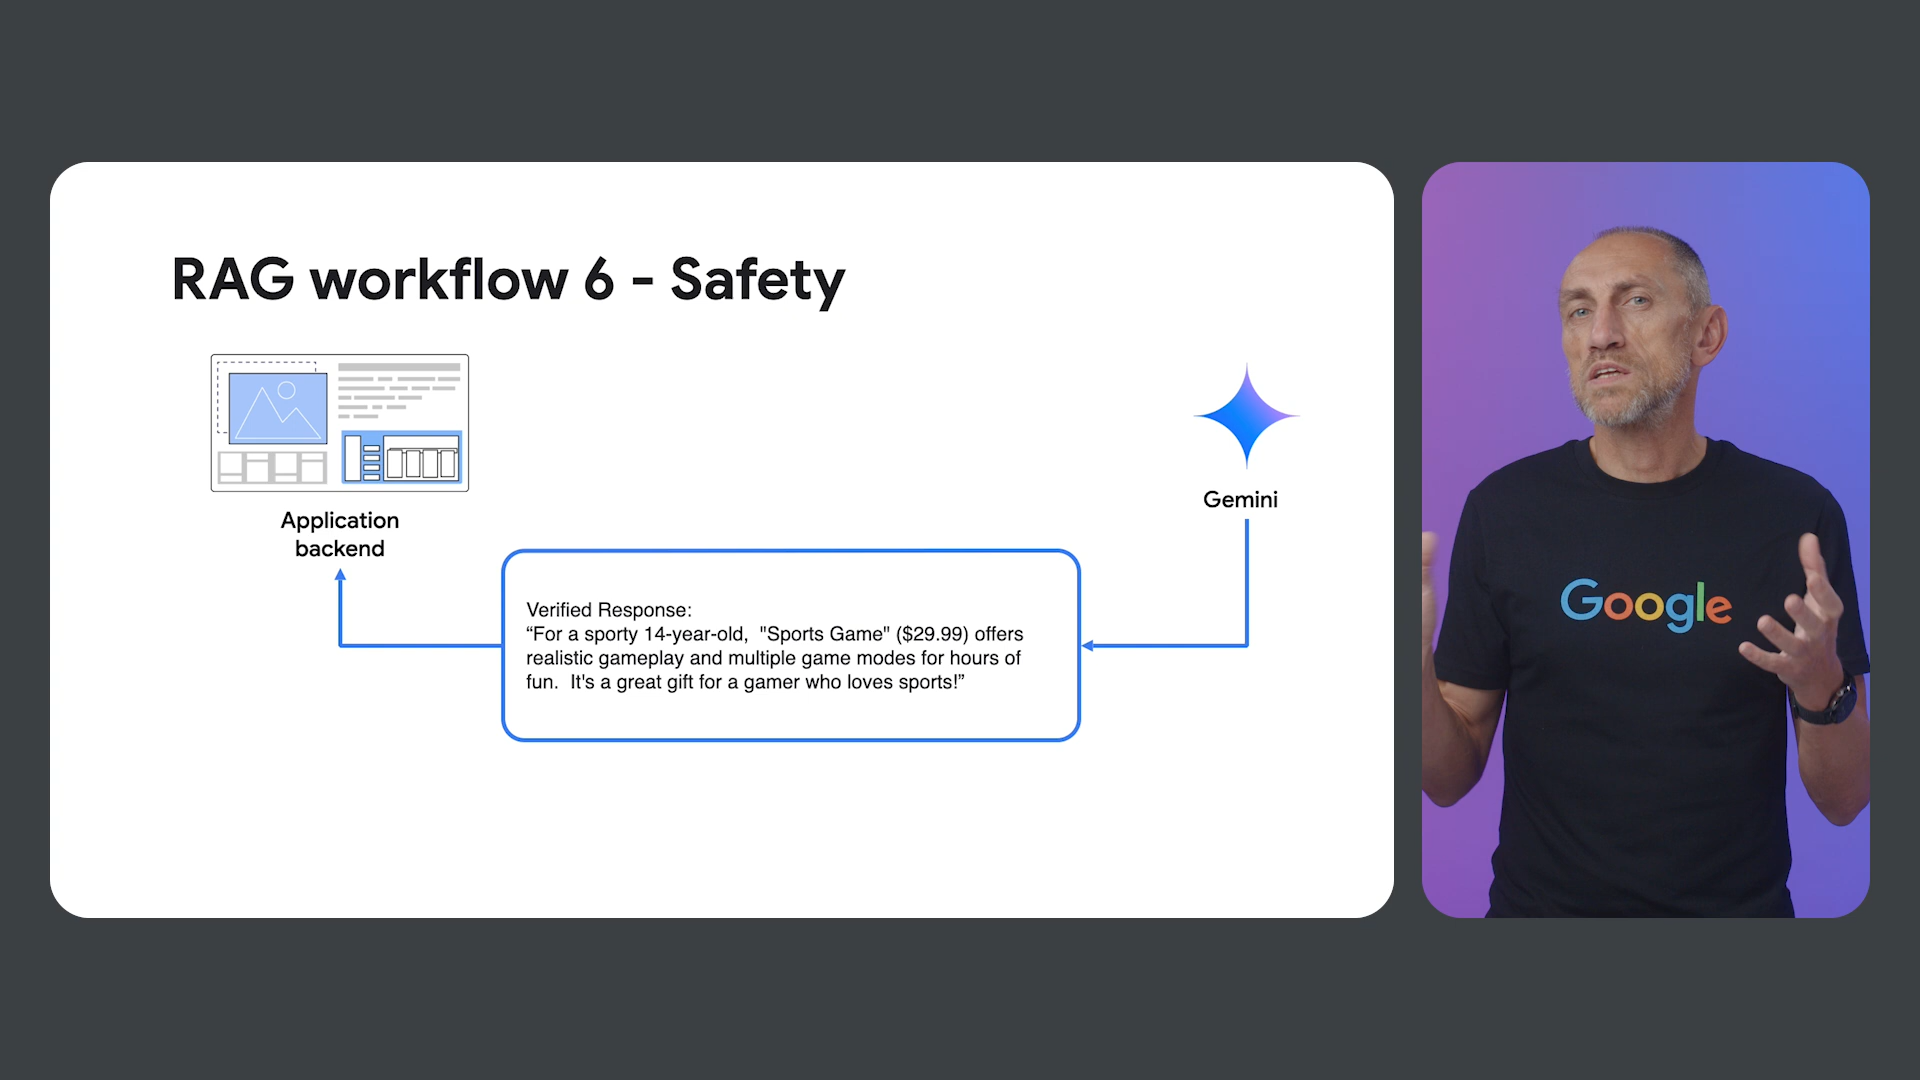 RAG workflow 6 - Safety
Application
backend
Gemini
Verified Response:
“For a sporty 14-year-old,  "Sports Game" ($29.99) offers
realistic gameplay and multiple game modes for hours of
fun.  It's a great gift for a gamer who loves sports!”
Google